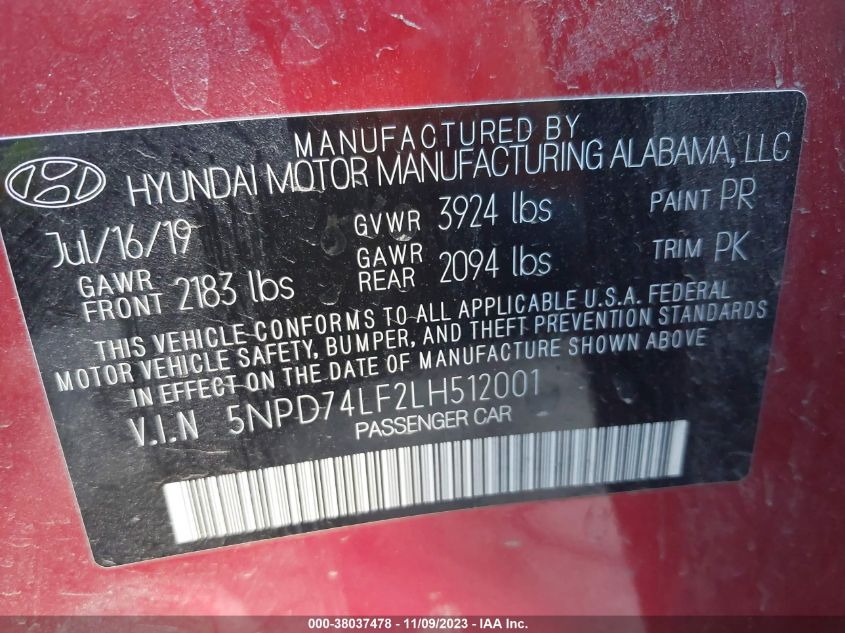 MANUFACTURED BY
HYUNDAI MOTOR MANUFACTURING ALABAMA, LLC
Jul/16/19 GVWR 3924 lbs PAINT PR
GAWR FRONT 2183 lbs GAWR REAR 2094 lbs TRIM PK
THIS VEHICLE CONFORMS TO ALL APPLICABLE U.S.A. FEDERAL
MOTOR VEHICLE SAFETY, BUMPER, AND THEFT PREVENTION STANDARDS
IN EFFECT ON THE DATE OF MANUFACTURE SHOWN ABOVE
V.I.N 5NPD74LF2LH512001
PASSENGER CAR
000-38037478 - 11/09/2023 - IAA Inc.